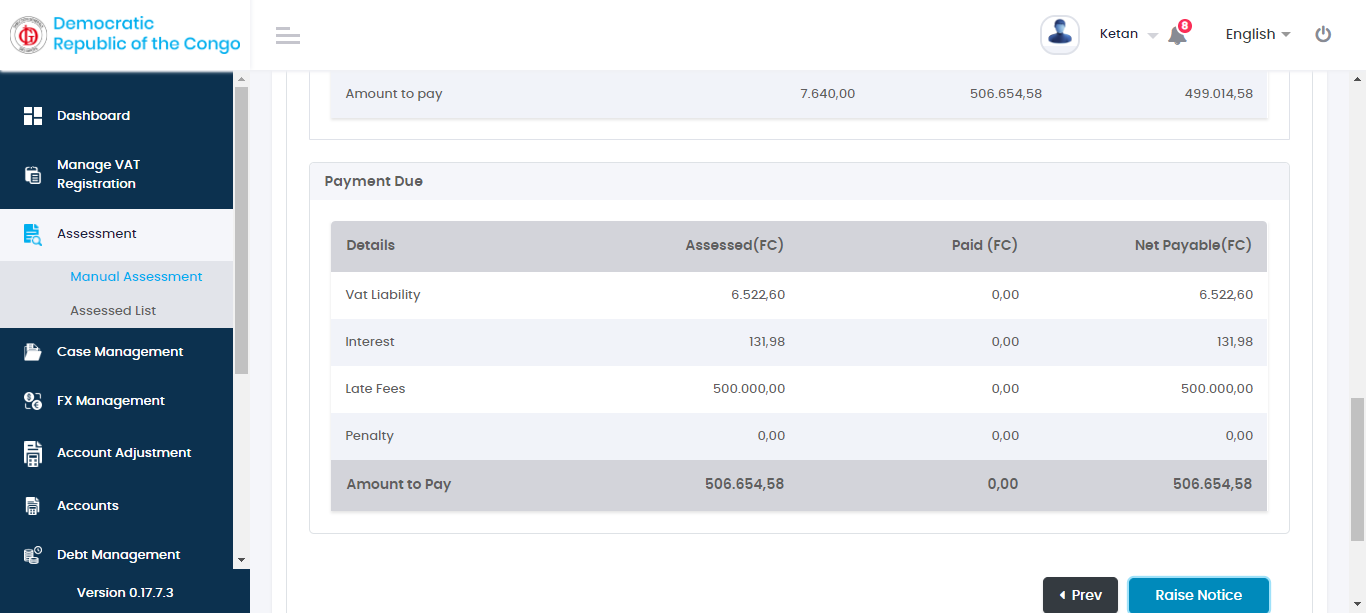 Democratic
Republic of the Congo
Ketan
8
English
Dashboard
Manage VAT
Registration
Assessment
Manual Assessment
Assessed List
Case Management
FX Management
Account Adjustment
Accounts
Debt Management
Version 0.17.7.3
Amount to pay 7.640,00 506.654,58 499.014,58
Payment Due
Details Assessed(FC) Paid (FC) Net Payable(FC)
Vat Liability 6.522,60 0,00 6.522,60
Interest 131,98 0,00 131,98
Late Fees 500.000,00 0,00 500.000,00
Penalty 0,00 0,00 0,00
Amount to Pay 506.654,58 0,00 506.654,58
Prev Raise Notice